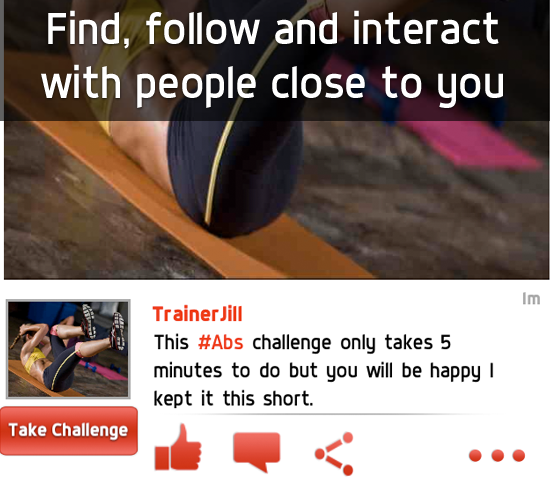 Find, follow and interact
with people close to you
1m
TrainerJill
This #Abs challenge only takes 5
minutes to do but you will be happy I
kept it this short.
Take Challenge